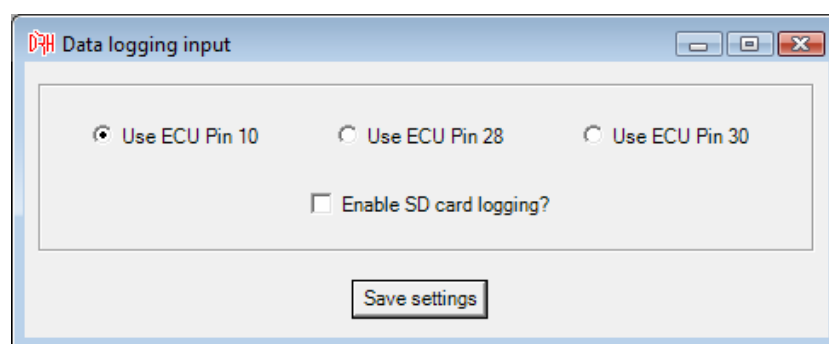 DRH Data logging input
Use ECU Pin 10 Use ECU Pin 28 Use ECU Pin 30
Enable SD card logging?
Save settings